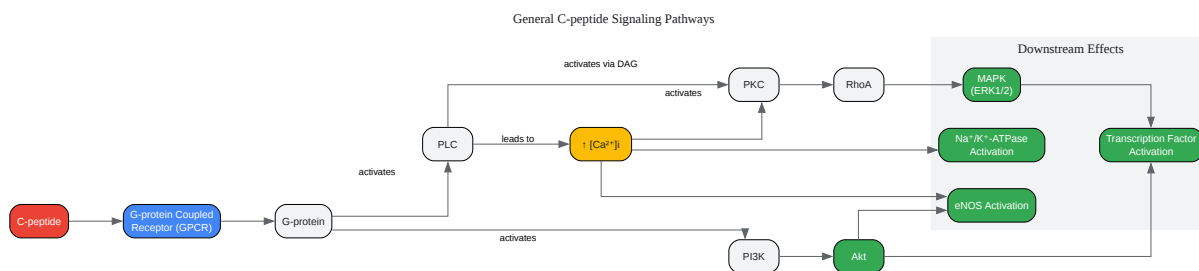 General C-peptide Signaling Pathways
Downstream Effects
activates via DAG
PKC
activates
RhoA
MAPK
(ERK1/2)
PLC
leads to
↑ [Ca²⁺]i
Na⁺/K⁺-ATPase
Activation
Transcription Factor
Activation
activates
C-peptide
G-protein Coupled
Receptor (GPCR)
G-protein
eNOS Activation
activates
PI3K
Akt